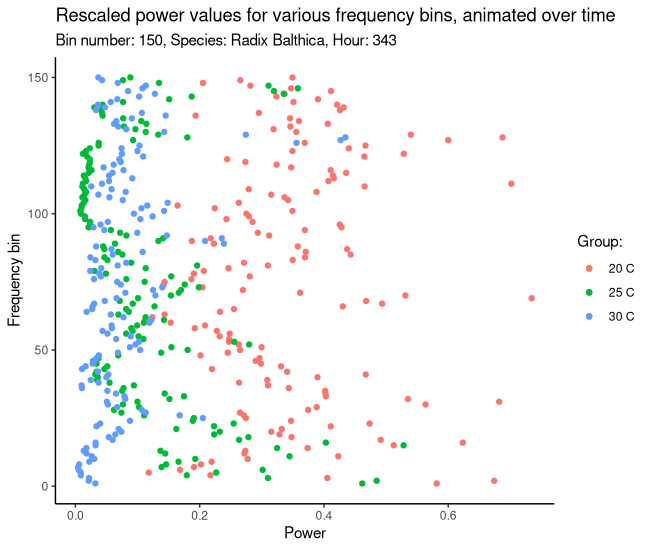 Rescaled power values for various frequency bins, animated over time
Bin number: 150, Species: Radix Balthica, Hour: 343
150
100
50
0
Frequency bin
0.0 0.2 0.4 0.6
Power
Group:
20 C
25 C
30 C